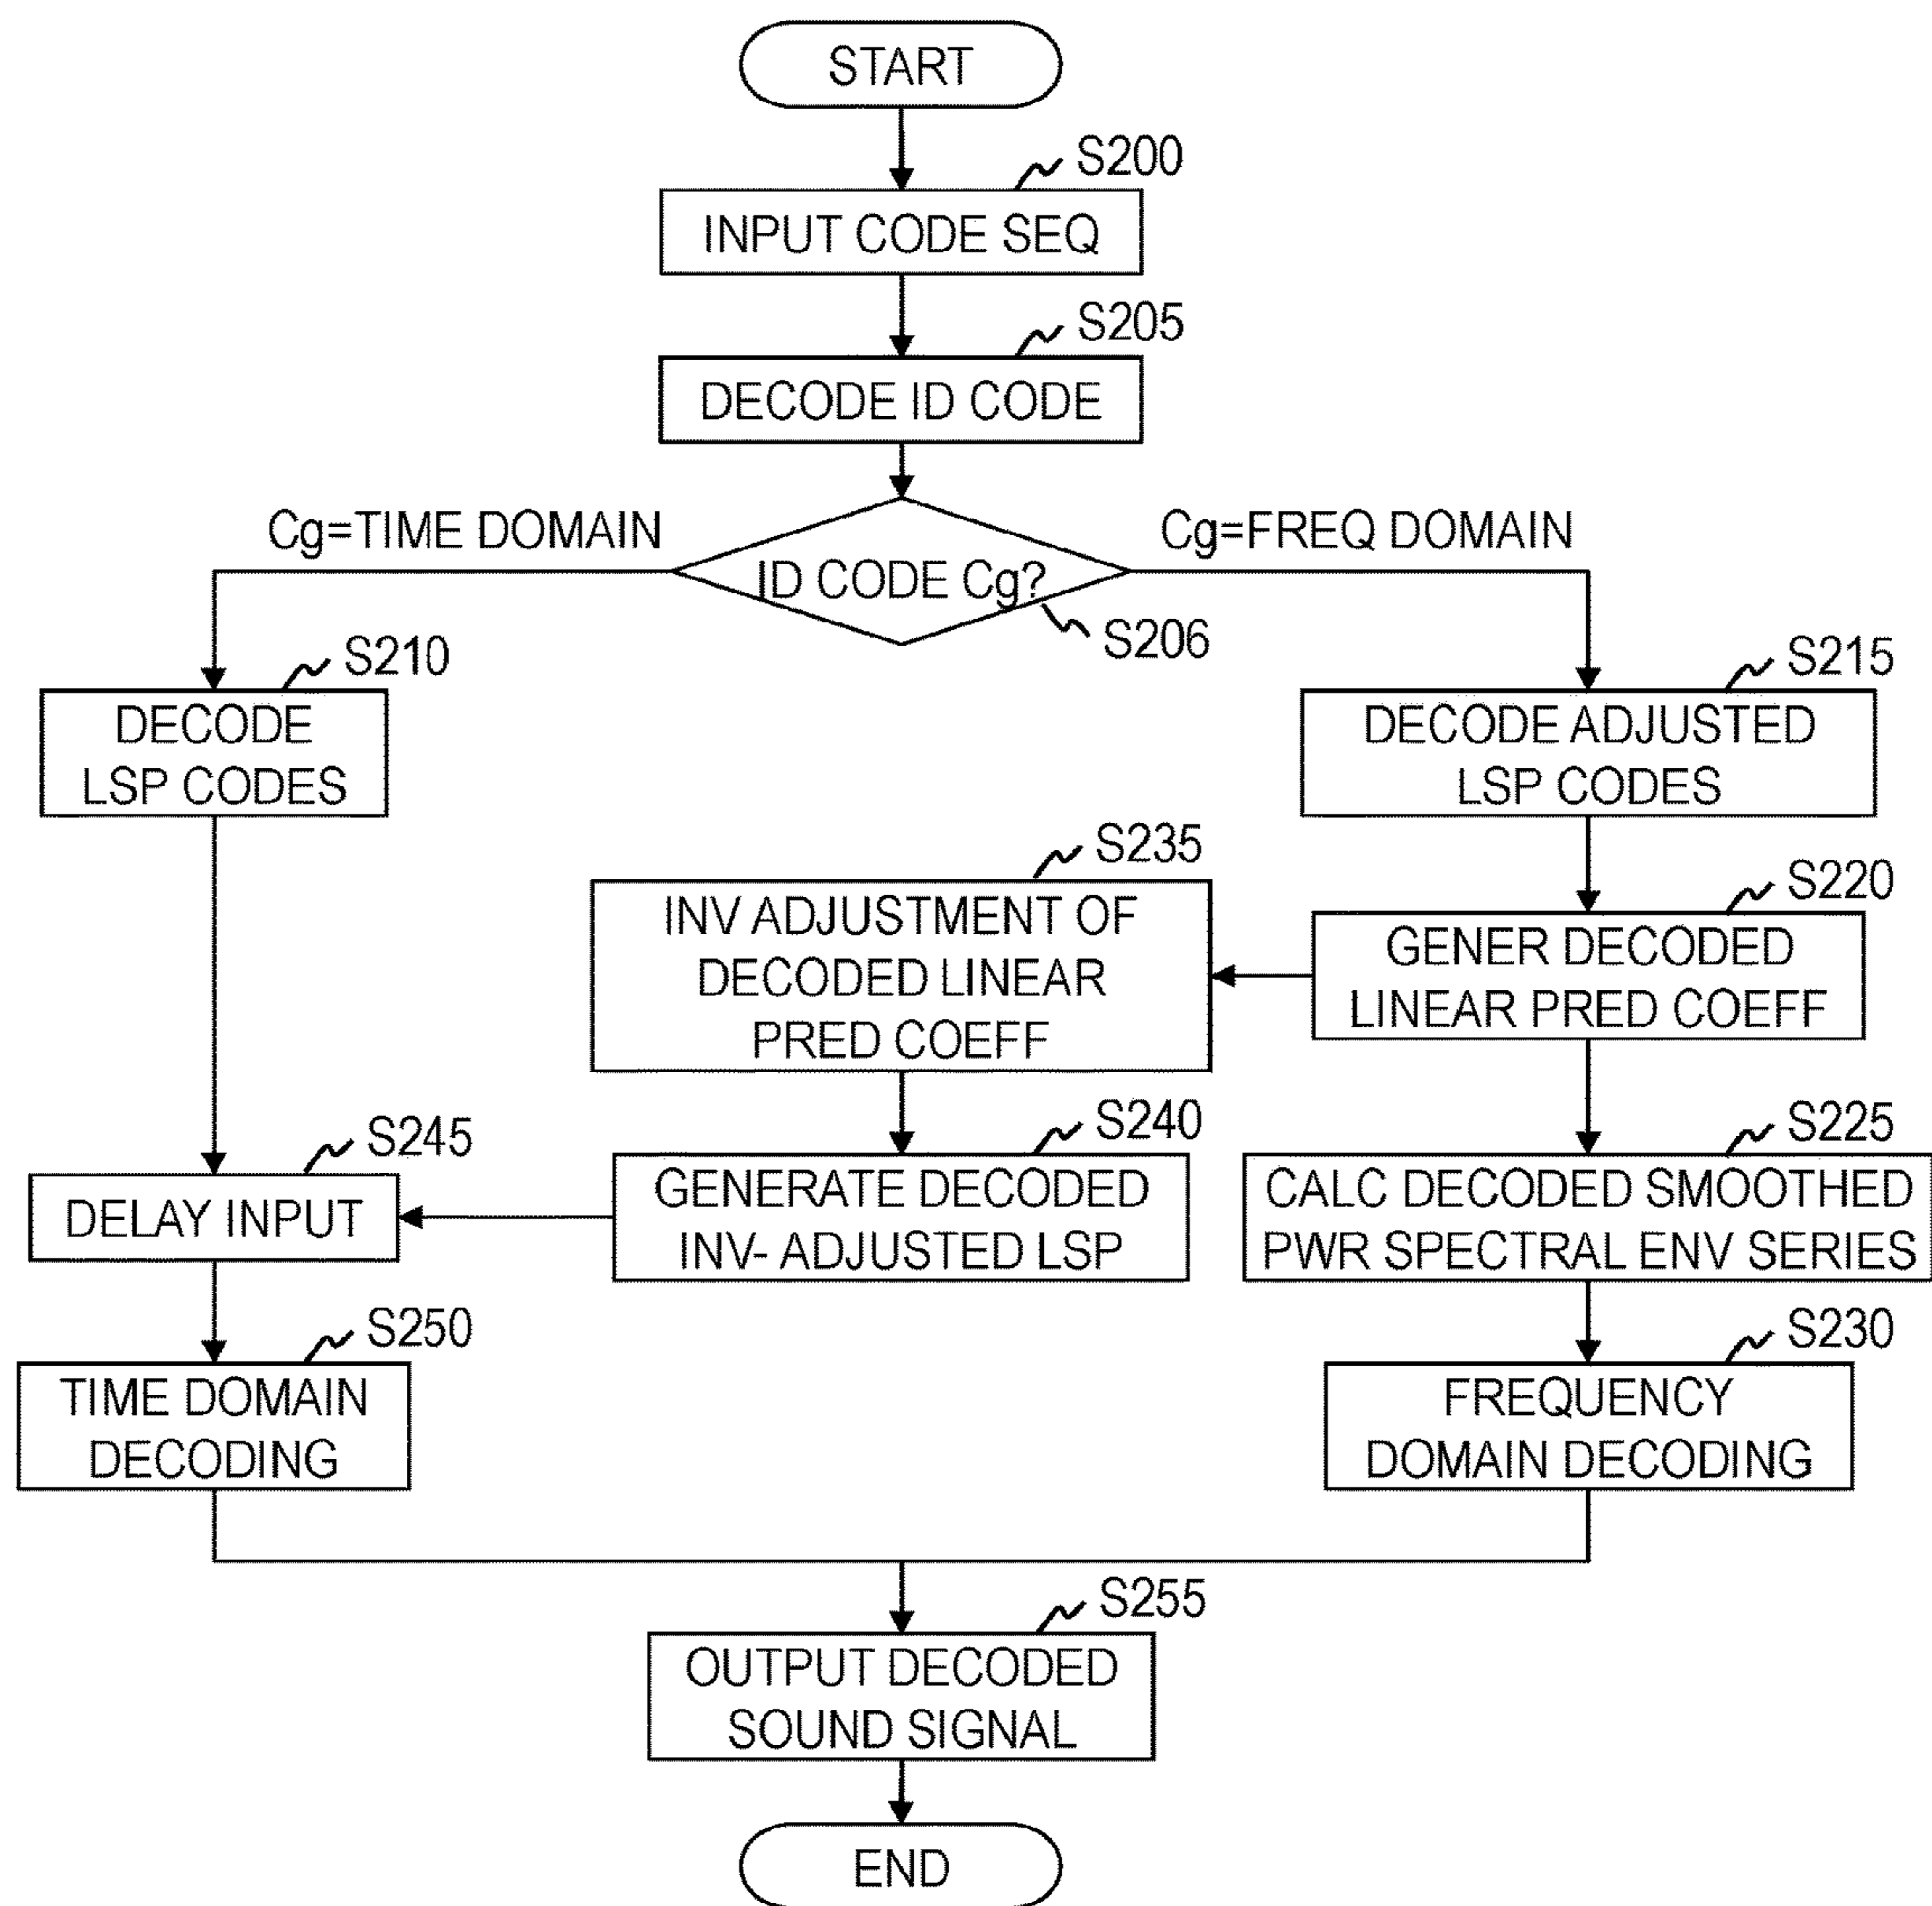 START
S200
INPUT CODE SEQ
S205
DECODE ID CODE
Cg=TIME DOMAIN
Cg=FREQ DOMAIN
ID CODE Cg?
S206
S210
DECODE
LSP CODES
S215
DECODE ADJUSTED
LSP CODES
S235
INV ADJUSTMENT OF
DECODED LINEAR
PRED COEFF
S220
GENER DECODED
LINEAR PRED COEFF
S245
DELAY INPUT
S240
GENERATE DECODED
INV- ADJUSTED LSP
S225
CALC DECODED SMOOTHED
PWR SPECTRAL ENV SERIES
S250
TIME DOMAIN
DECODING
S230
FREQUENCY
DOMAIN DECODING
S255
OUTPUT DECODED
SOUND SIGNAL
END